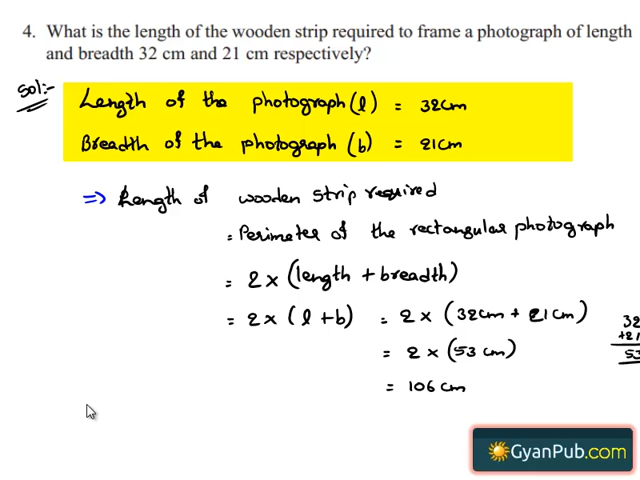 4. What is the length of the wooden strip required to frame a photograph of length
and breadth 32 cm and 21 cm respectively?
Sol:-
Length of the photograph (l) = 32cm
Breadth of the photograph (b) = 21cm
=> Length of wooden strip required
= Perimeter of the rectangular photograph
= 2 × (length + breadth)
= 2 × (l + b) = 2 × (32cm + 21cm)
= 2 × (53 cm)
= 106 cm
32
+21
53
GyanPub.com